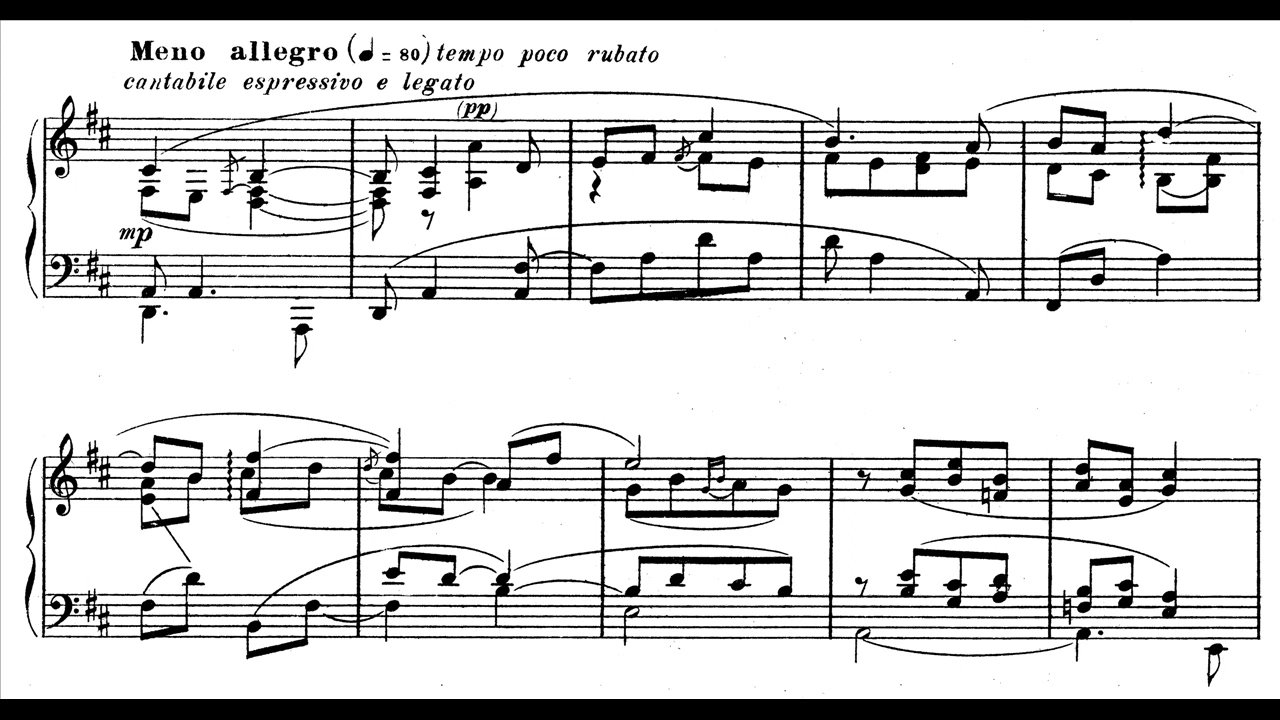 Meno allegro (♩ = 80) tempo poco rubato
cantabile espressivo e legato
(pp)
mp